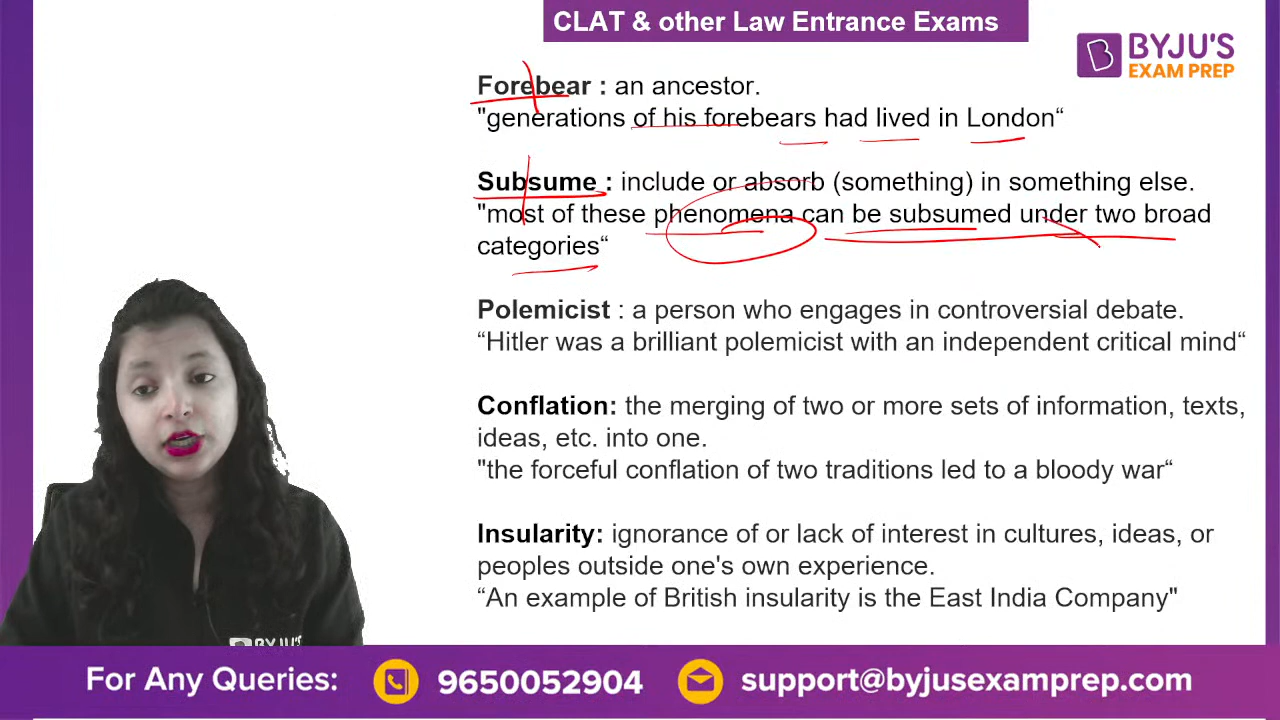 CLAT & other Law Entrance Exams
BYJU'S
EXAM PREP
Forebear : an ancestor.
"generations of his forebears had lived in London“
Subsume : include or absorb (something) in something else.
"most of these phenomena can be subsumed under two broad
categories“
Polemicist : a person who engages in controversial debate.
“Hitler was a brilliant polemicist with an independent critical mind“
Conflation: the merging of two or more sets of information, texts,
ideas, etc. into one.
"the forceful conflation of two traditions led to a bloody war“
Insularity: ignorance of or lack of interest in cultures, ideas, or
peoples outside one's own experience.
“An example of British insularity is the East India Company"
BYJU'S
For Any Queries: 9650052904 support@byjusexamprep.com